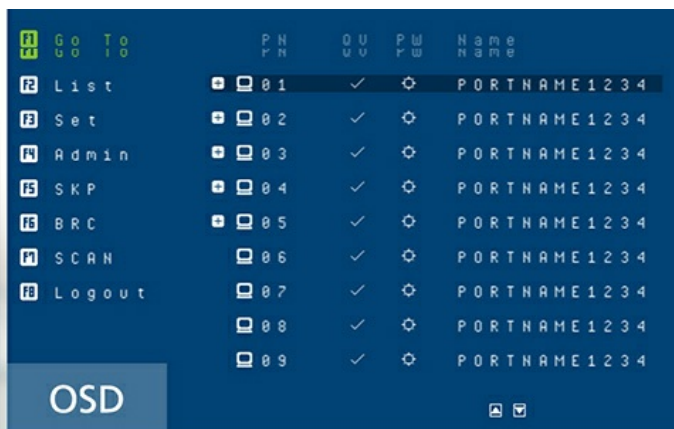 F1 Go To PN QV PW Name
F2 List 01 PORTNAME1234
F3 Set 02 PORTNAME1234
F4 Admin 03 PORTNAME1234
F5 SKP 04 PORTNAME1234
F6 BRC 05 PORTNAME1234
F7 SCAN 06 PORTNAME1234
F8 Logout 07 PORTNAME1234
08 PORTNAME1234
09 PORTNAME1234
OSD